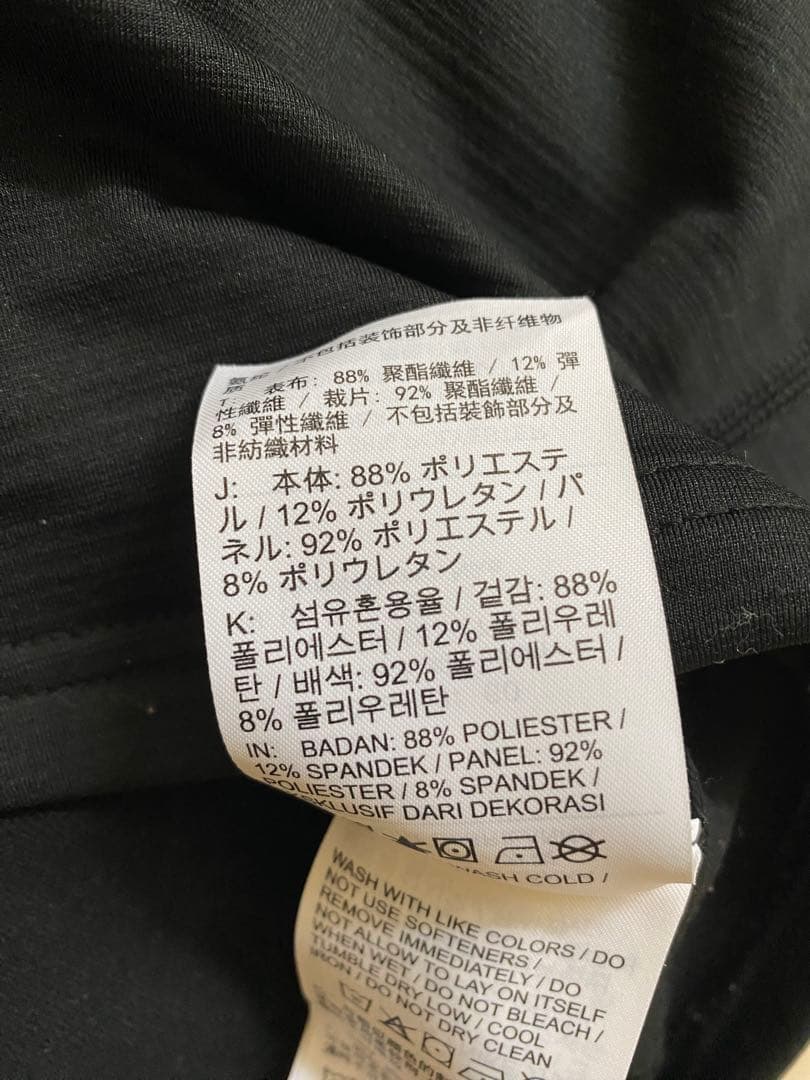 不包括装饰部分及非纤维物
质 表布: 88% 聚酯纖維 / 12% 彈
性纖維 / 裁片: 92% 聚酯纖維 /
8% 彈性纖維 / 不包括裝飾部分及
非紡織材料
J: 本体: 88% ポリエステ
ル / 12% ポリウレタン / パ
ネル: 92% ポリエステル /
8% ポリウレタン
K: 섬유혼용율 / 겉감: 88%
폴리에스터 / 12% 폴리우레
탄 / 배색: 92% 폴리에스터 /
8% 폴리우레탄
IN: BADAN: 88% POLIESTER /
12% SPANDEK / PANEL: 92%
POLIESTER / 8% SPANDEK /
EKSKLUSIF DARI DEKORASI
WASH COLD /
WASH WITH LIKE COLORS / DO
NOT USE SOFTENERS /
REMOVE IMMEDIATELY / DO
NOT ALLOW TO LAY ON ITSELF
WHEN WET / DO NOT BLEACH /
TUMBLE DRY LOW / COOL
IRON / DO NOT DRY CLEAN